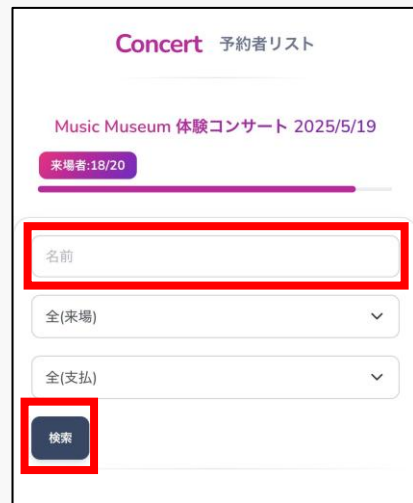 Concert 予約者リスト
Music Museum 体験コンサート 2025/5/19
来場者:18/20
名前
全(来場)
全(支払)
検索